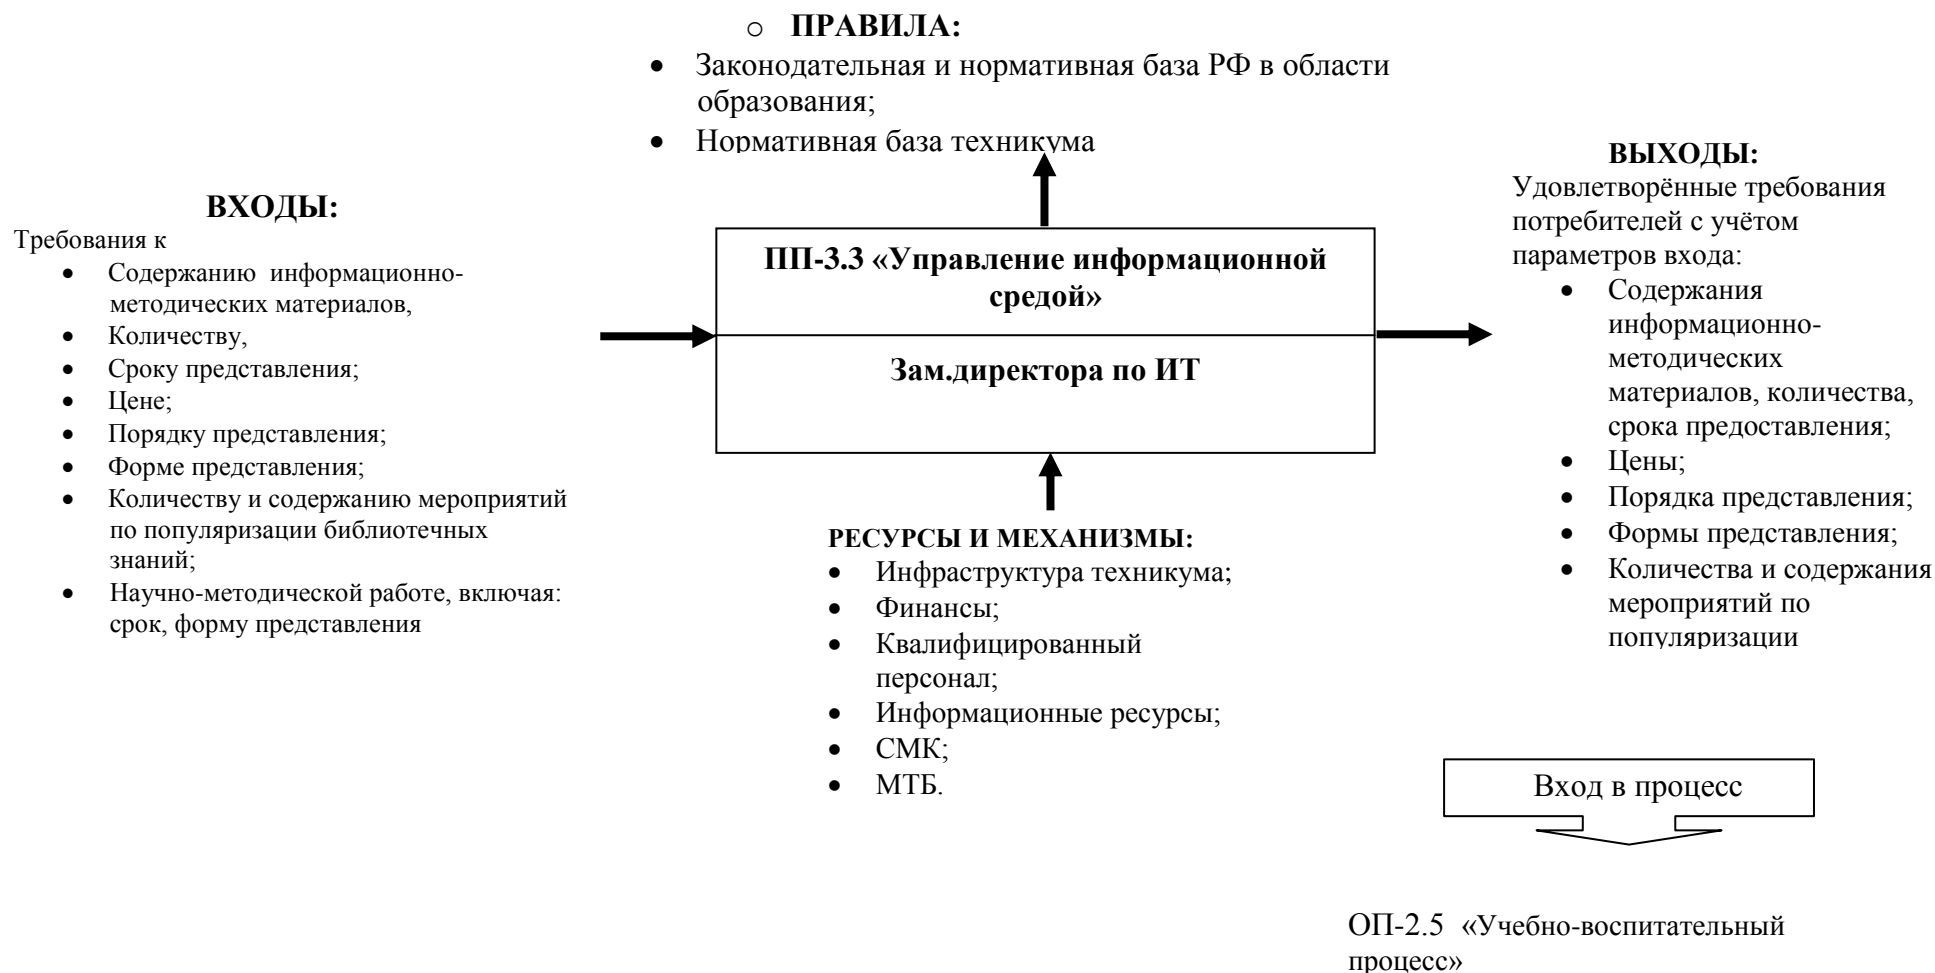 ○ ПРАВИЛА:
• Законодательная и нормативная база РФ в области
образования;
• Нормативная база техникума
ВХОДЫ:
Требования к
• Содержанию информационно-
методических материалов,
• Количеству,
• Сроку представления;
• Цене;
• Порядку представления;
• Форме представления;
• Количеству и содержанию мероприятий
по популяризации библиотечных
знаний;
• Научно-методической работе, включая:
срок, форму представления
ПП-3.3 «Управление информационной
средой»
Зам.директора по ИТ
РЕСУРСЫ И МЕХАНИЗМЫ:
• Инфраструктура техникума;
• Финансы;
• Квалифицированный
персонал;
• Информационные ресурсы;
• СМК;
• МТБ.
ВЫХОДЫ:
Удовлетворённые требования
потребителей с учётом
параметров входа:
• Содержания
информационно-
методических
материалов, количества,
срока предоставления;
• Цены;
• Порядка представления;
• Формы представления;
• Количества и содержания
мероприятий по
популяризации
Вход в процесс
ОП-2.5 «Учебно-воспитательный
процесс»